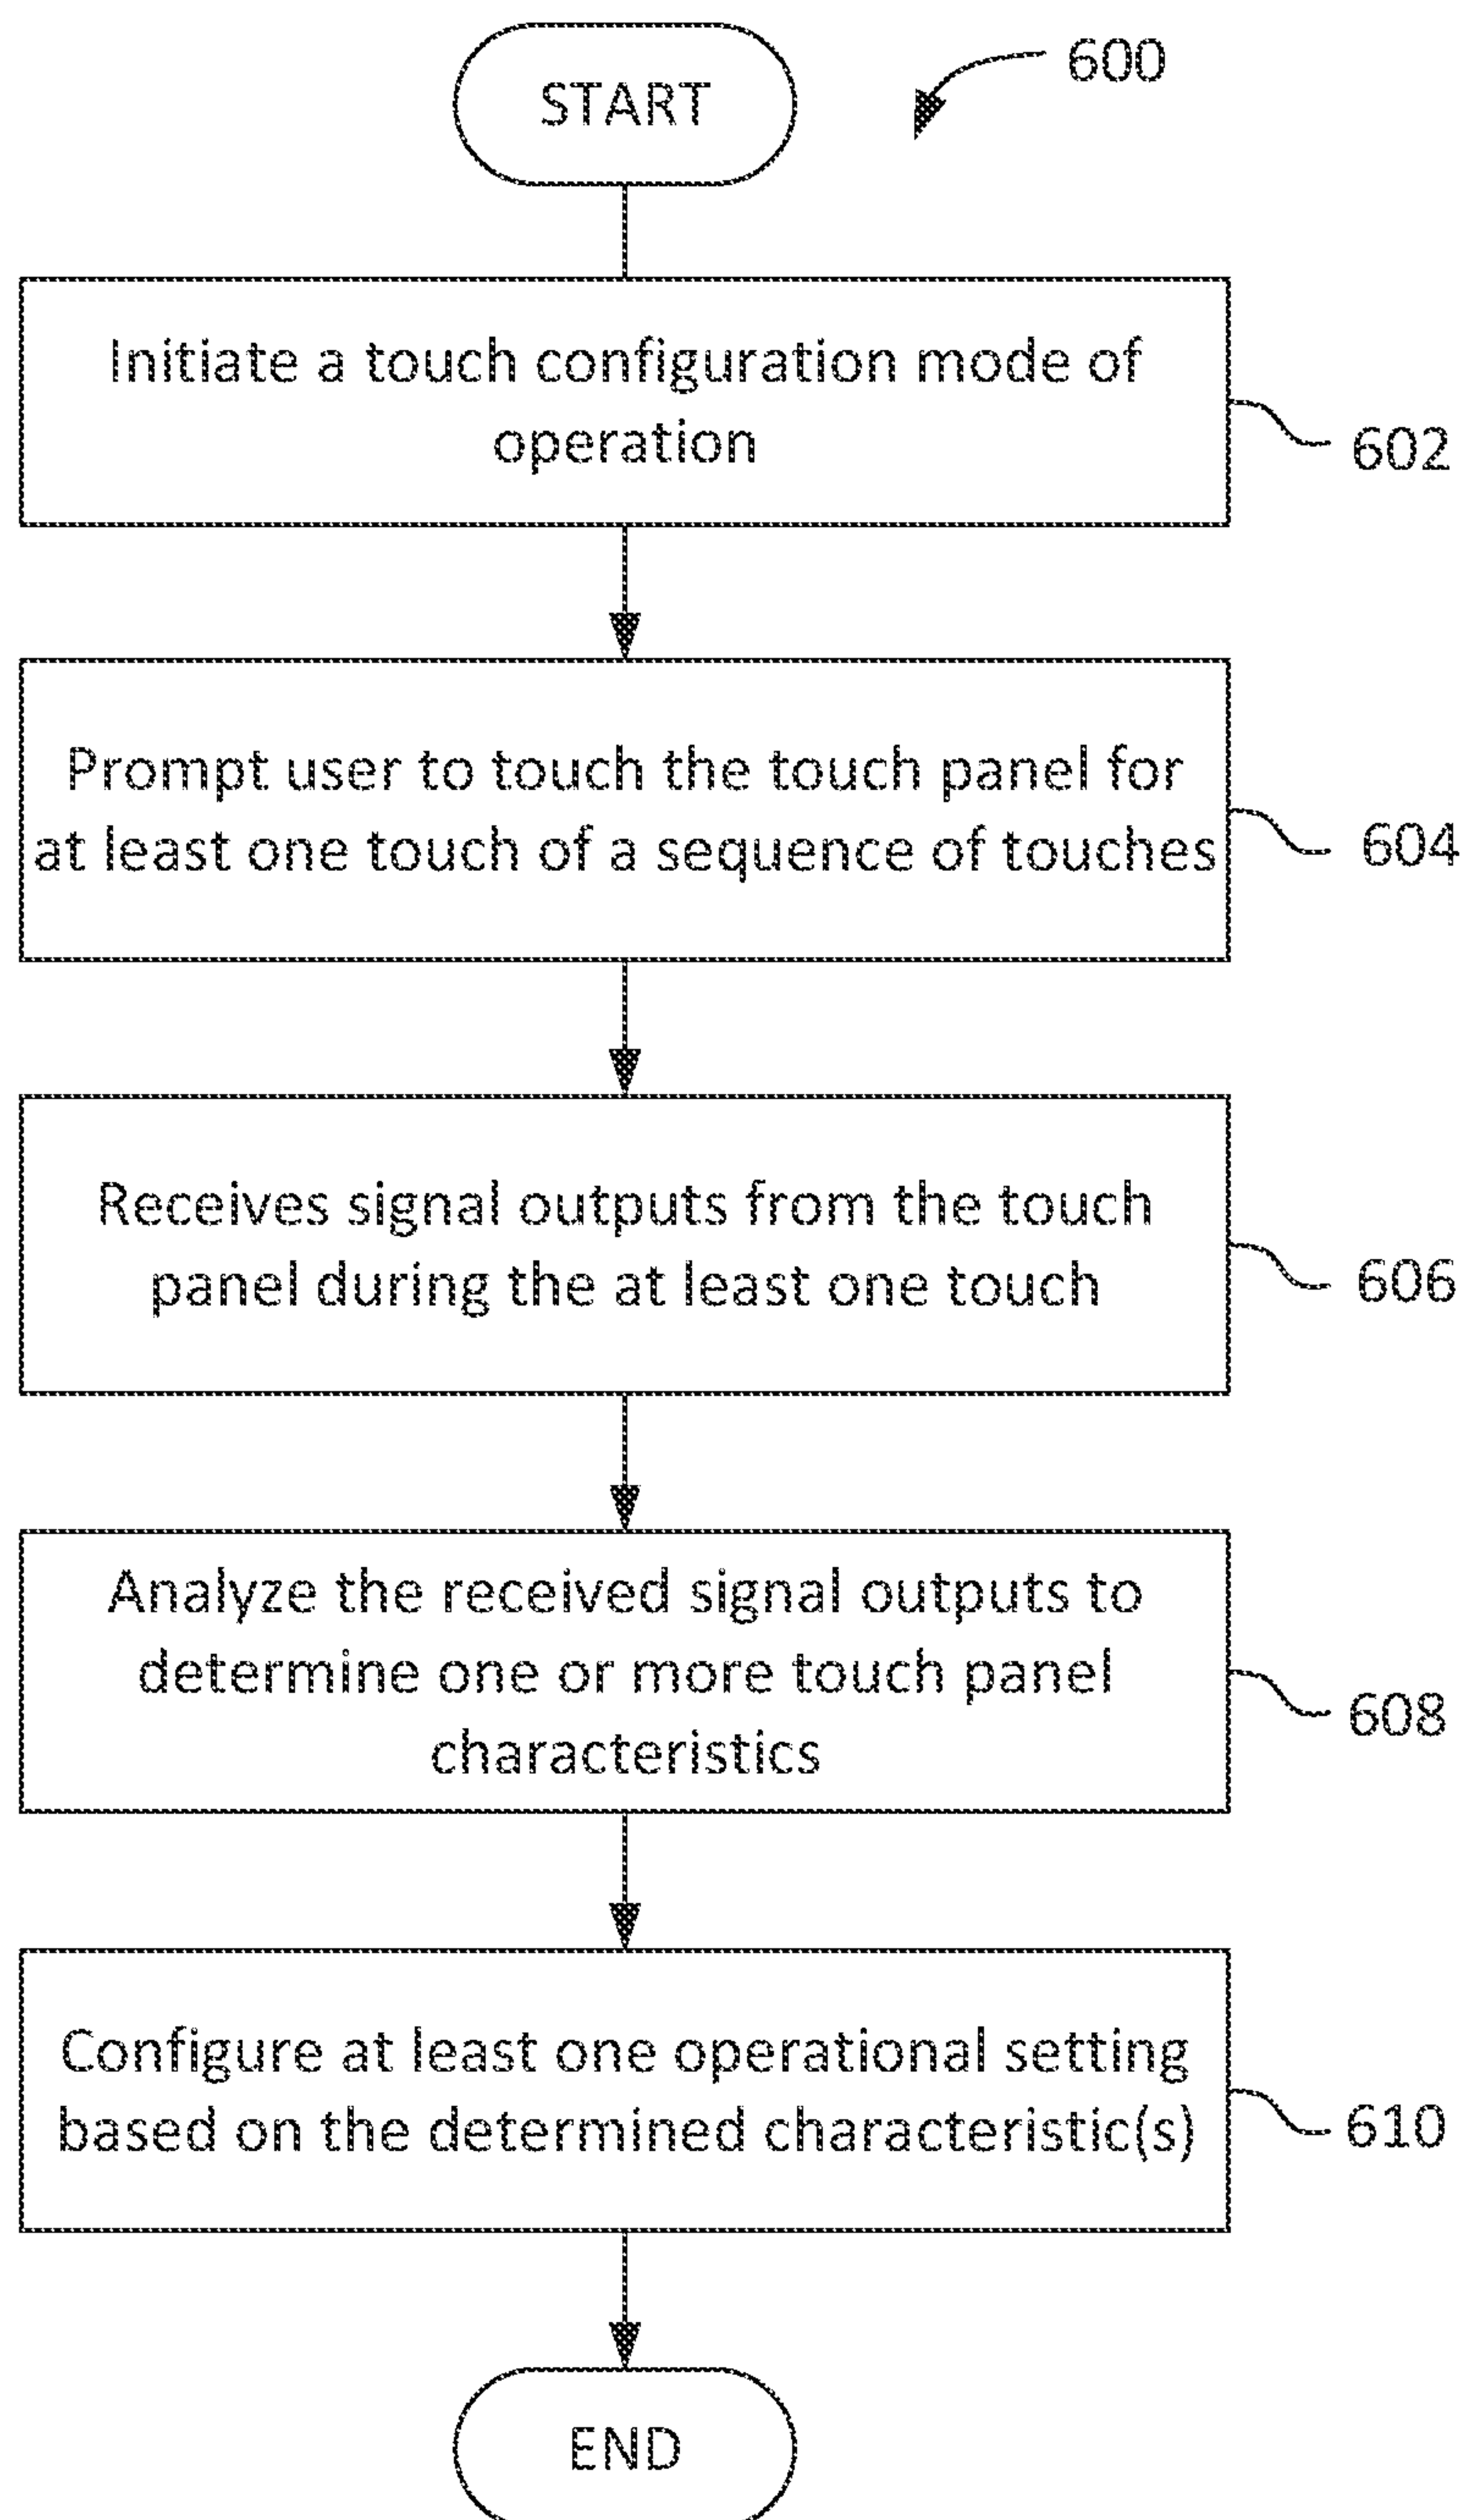 START
600
Initiate a touch configuration mode of
operation
602
Prompt user to touch the touch panel for
at least one touch of a sequence of touches
604
Receives signal outputs from the touch
panel during the at least one touch
606
Analyze the received signal outputs to
determine one or more touch panel
characteristics
608
Configure at least one operational setting
based on the determined characteristic(s)
610
END